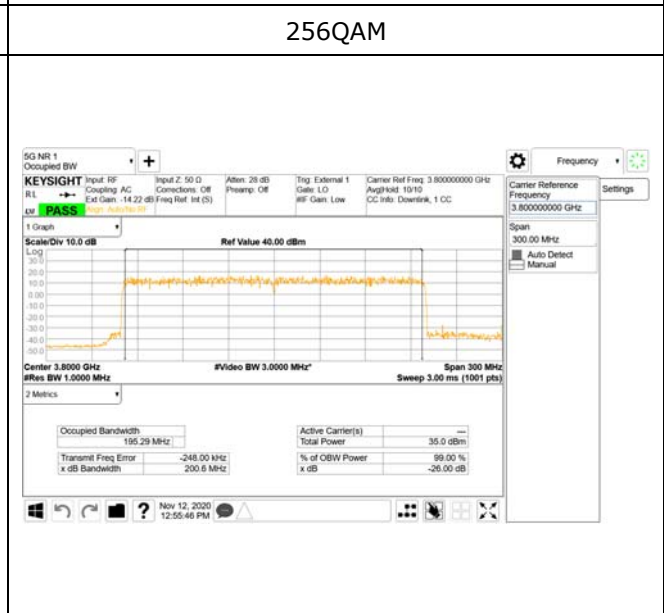 256QAM
5G NR 1
Occupied BW
Frequency
KEYSIGHT
Input: RF
Input Z: 50 Ω
Atten: 28 dB
Trig: External 1
Carrier Ref Freq: 3.800000000 GHz
RL
Coupling: AC
Corrections: Off
Preamp: Off
Gate: LO
Avg|Hold: 10/10
Ext Gain: -14.22 dB
Freq Ref: Int (S)
#IF Gain: Low
CC Info: Downlink, 1 CC
PASS
Align: Auto/No RF
Carrier Reference
Frequency
3.800000000 GHz
Settings
Span
300.00 MHz
Auto Detect
Manual
1 Graph
Scale/Div 10.0 dB
Ref Value 40.00 dBm
Log
30.0
20.0
10.0
0.00
-10.0
-20.0
-30.0
-40.0
-50.0
Center 3.8000 GHz
#Video BW 3.0000 MHz*
Span 300 MHz
#Res BW 1.0000 MHz
Sweep 3.00 ms (1001 pts)
2 Metrics
Occupied Bandwidth
195.29 MHz
Transmit Freq Error
-248.00 kHz
x dB Bandwidth
200.6 MHz
Active Carrier(s)
---
Total Power
35.0 dBm
% of OBW Power
99.00 %
x dB
-26.00 dB
?
Nov 12, 2020
12:55:46 PM